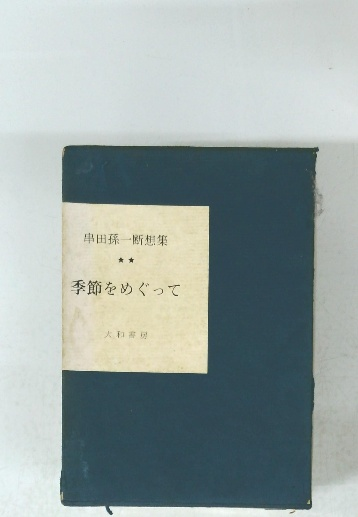 串田孫一断想集
★★
季節をめぐって
大和書房